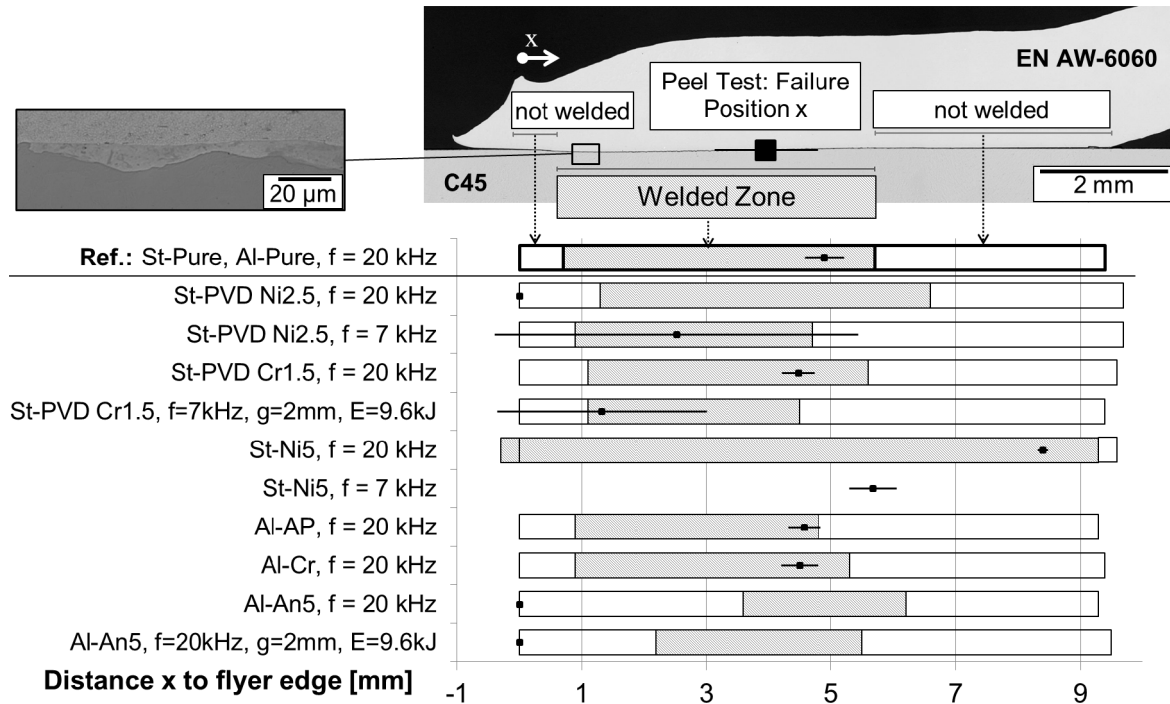 x
EN AW-6060
Peel Test: Failure
Position x
not welded
not welded
20 µm
C45
2 mm
Welded Zone
Ref.: St-Pure, Al-Pure, f = 20 kHz
St-PVD Ni2.5, f = 20 kHz
St-PVD Ni2.5, f = 7 kHz
St-PVD Cr1.5, f = 20 kHz
St-PVD Cr1.5, f=7kHz, g=2mm, E=9.6kJ
St-Ni5, f = 20 kHz
St-Ni5, f = 7 kHz
Al-AP, f = 20 kHz
Al-Cr, f = 20 kHz
Al-An5, f = 20 kHz
Al-An5, f=20kHz, g=2mm, E=9.6kJ
Distance x to flyer edge [mm]
-1 1 3 5 7 9